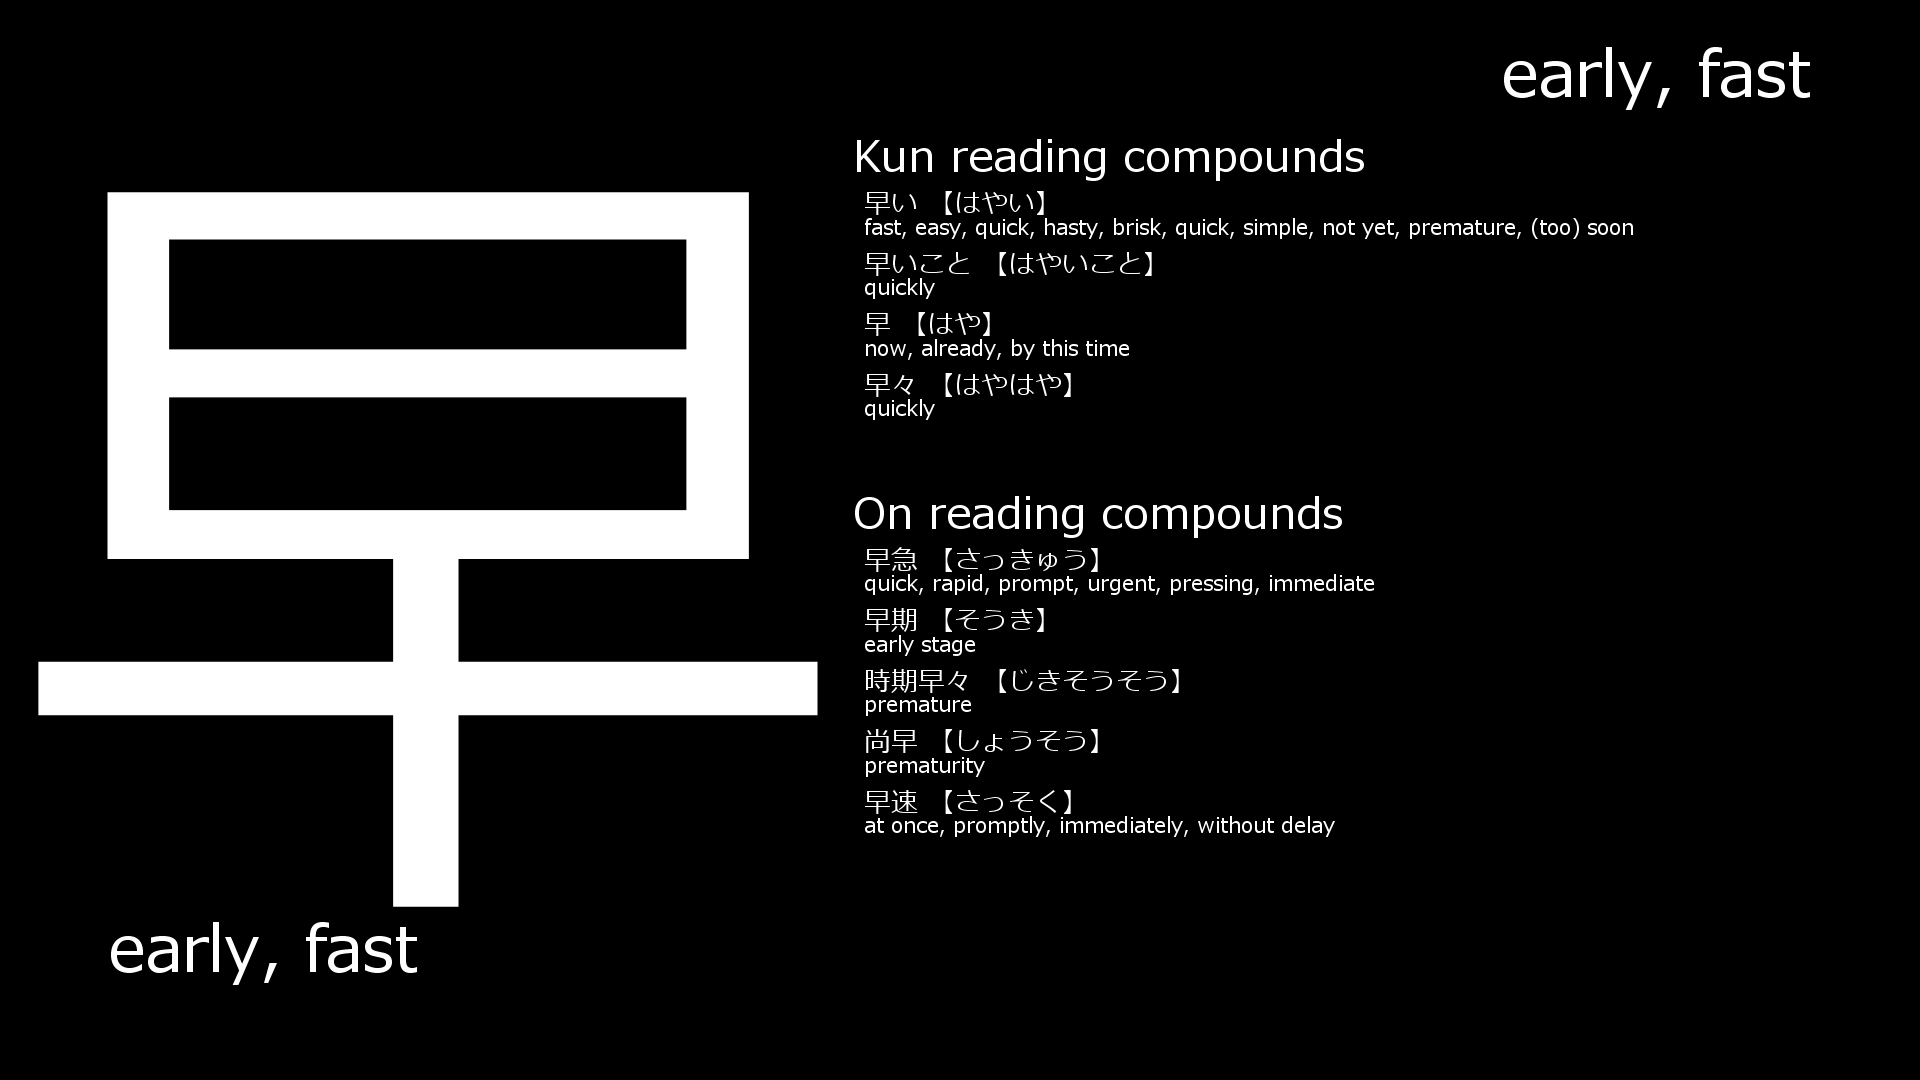 early, fast
早
early, fast
Kun reading compounds
早い 【はやい】
fast, easy, quick, hasty, brisk, quick, simple, not yet, premature, (too) soon
早いこと 【はやいこと】
quickly
早 【はや】
now, already, by this time
早々 【はやはや】
quickly
On reading compounds
早急 【さっきゅう】
quick, rapid, prompt, urgent, pressing, immediate
早期 【そうき】
early stage
時期早々 【じきそうそう】
premature
尚早 【しょうそう】
prematurity
早速 【さっそく】
at once, promptly, immediately, without delay